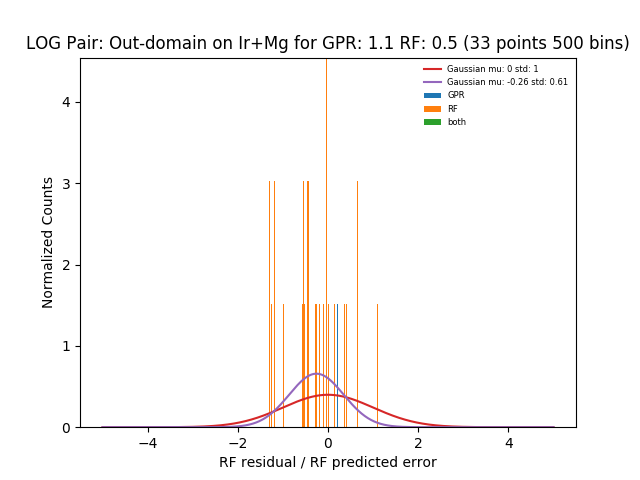 LOG Pair: Out-domain on Ir+Mg for GPR: 1.1 RF: 0.5 (33 points 500 bins)
Gaussian mu: 0 std: 1
Gaussian mu: -0.26 std: 0.61
GPR
RF
both
Normalized Counts
4
3
2
1
0
−4 −2 0 2 4
RF residual / RF predicted error